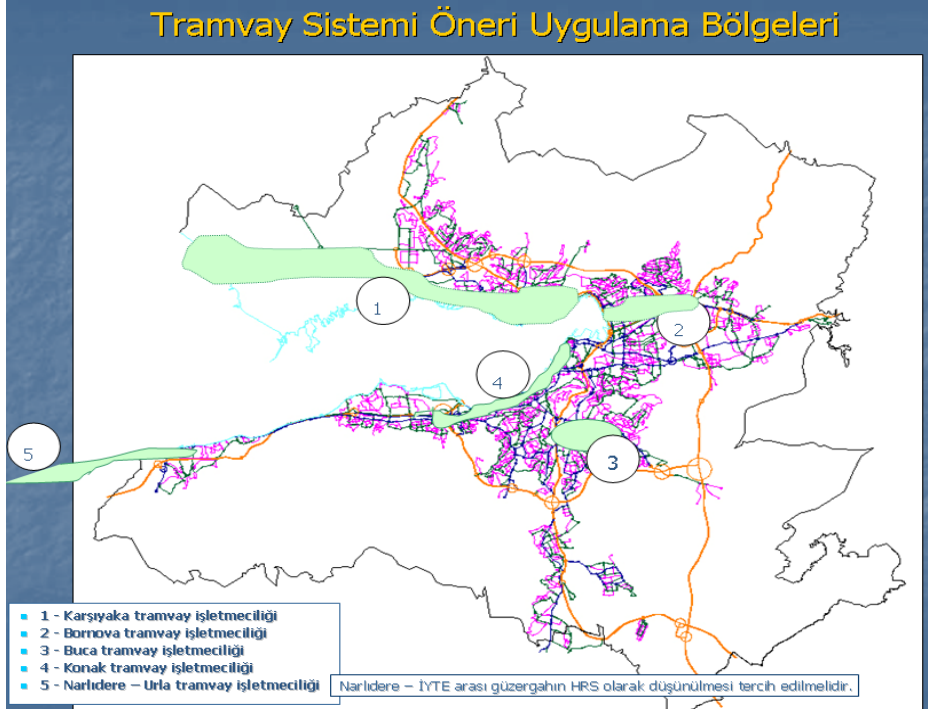 Tramvay Sistemi Öneri Uygulama Bölgeleri
1
2
4
5
3
1 - Karşıyaka tramvay işletmeciliği
2 - Bornova tramvay işletmeciliği
3 - Buca tramvay işletmeciliği
4 - Konak tramvay işletmeciliği
5 - Narlıdere – Urla tramvay işletmeciliği
Narlıdere – İYTE arası güzergahın HRS olarak düşünülmesi tercih edilmelidir.